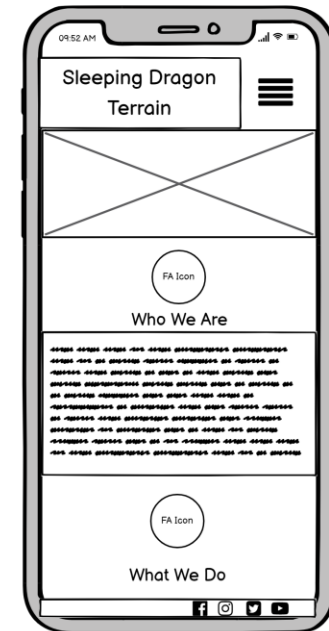 09:52 AM
Sleeping Dragon
Terrain
FA Icon
Who We Are
FA Icon
What We Do